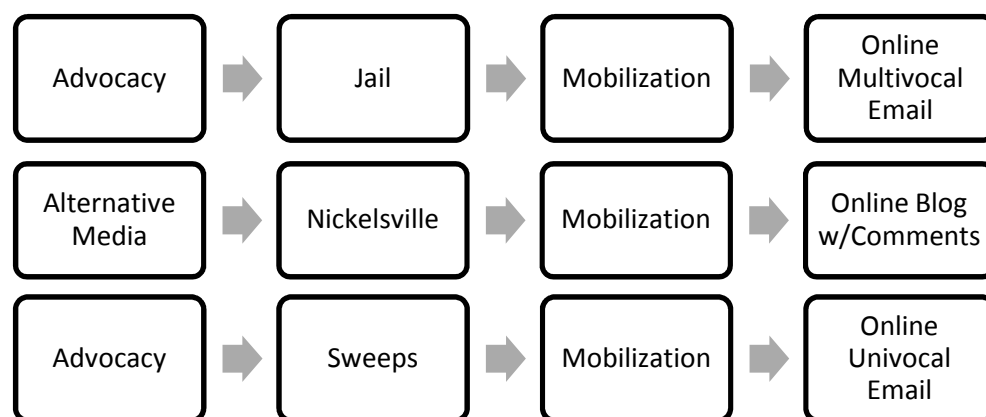 Advocacy
Jail
Mobilization
Online
Multivocal
Email
Alternative
Media
Nickelsville
Mobilization
Online Blog
w/Comments
Advocacy
Sweeps
Mobilization
Online
Univocal
Email